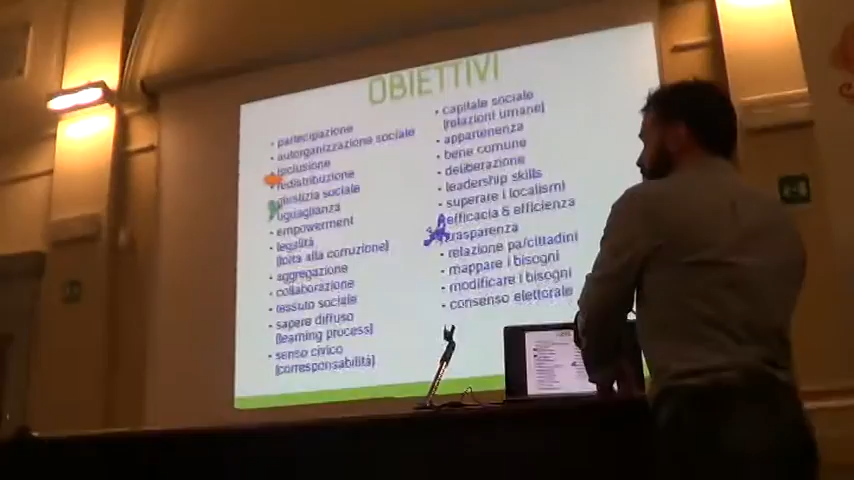 OBIETTIVI
• partecipazione
• autorganizzazione sociale
• inclusione
• redistribuzione
• giustizia sociale
• uguaglianza
• empowerment
• legalità
(lotta alla corruzione)
• aggregazione
• collaborazione
• tessuto sociale
• sapere diffuso
(learning process)
• senso civico
(corresponsabilità)
• capitale sociale
(relazioni umane)
• appartenenza
• bene comune
• deliberazione
• leadership skills
• superare i localismi
• efficacia & efficienza
• trasparenza
• relazione pa/cittadini
• mappare i bisogni
• modificare i bisogni
• consenso elettorale